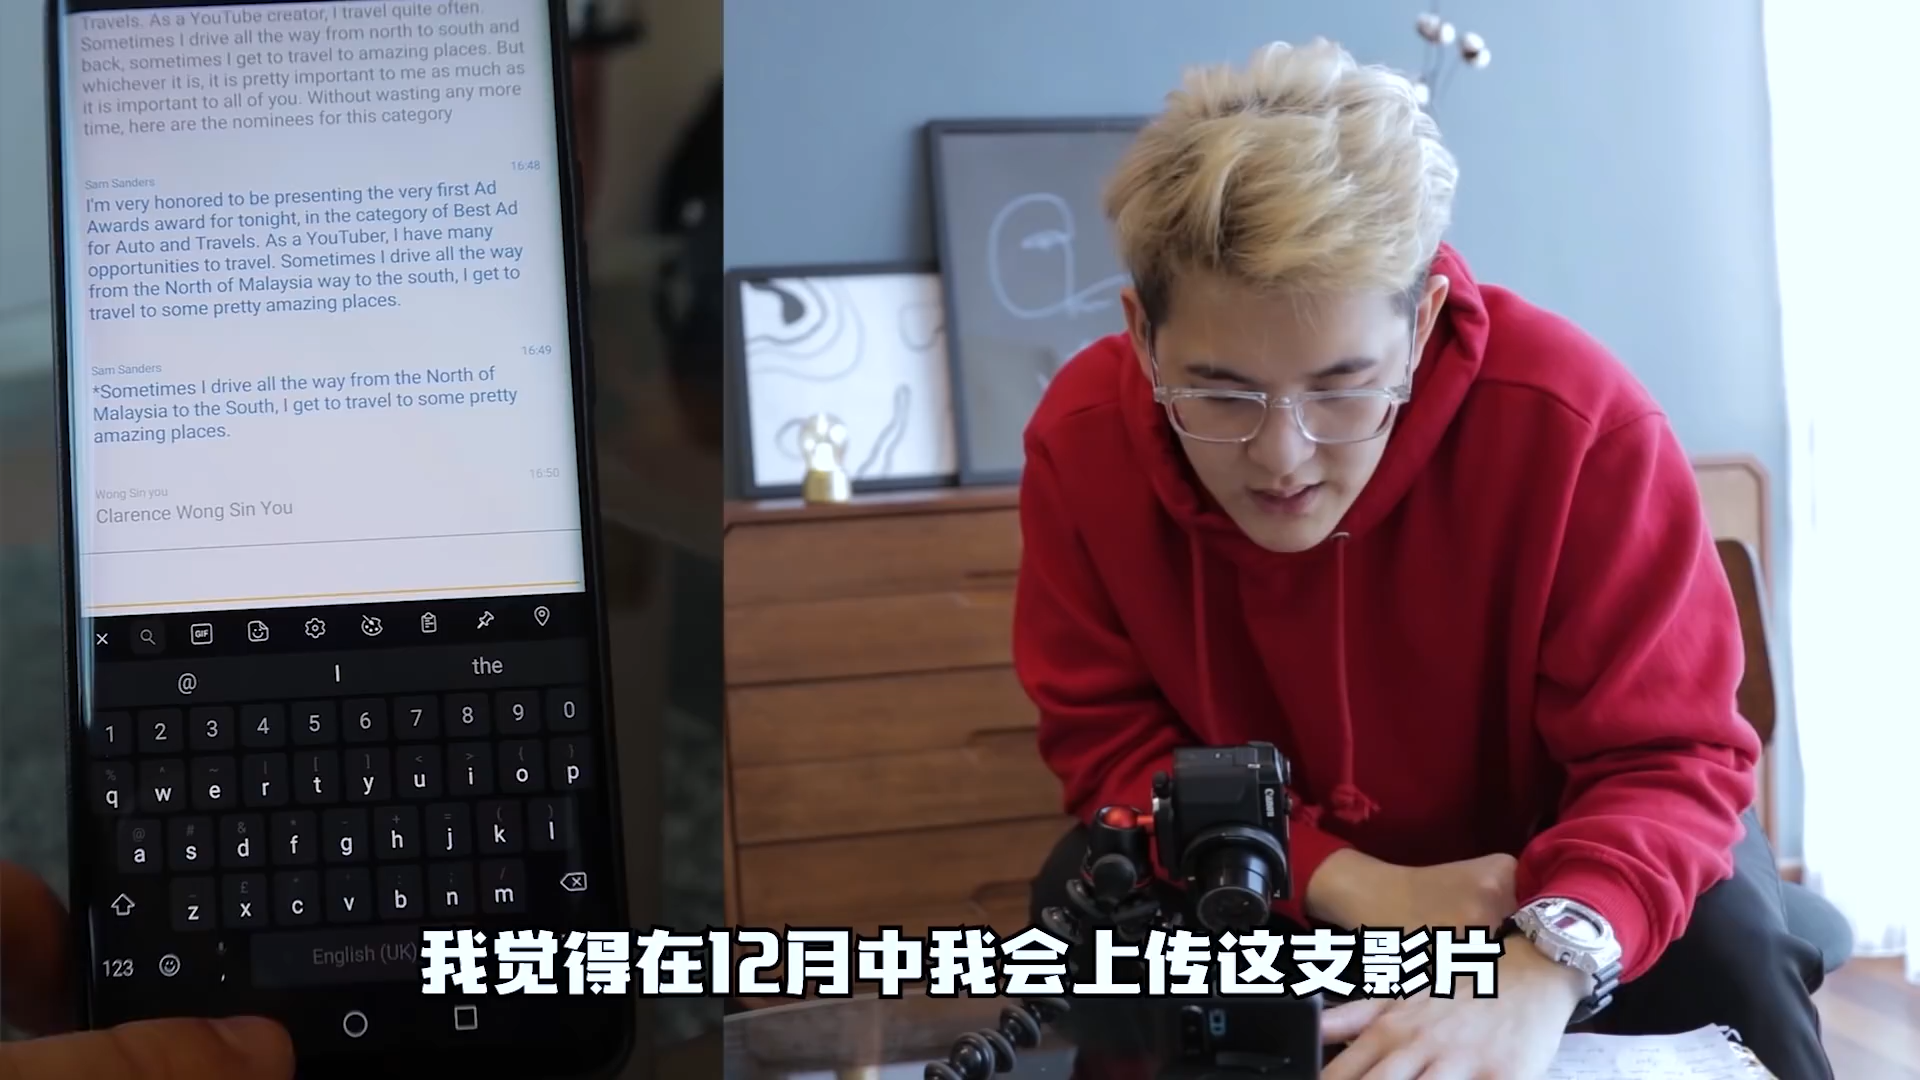 Travels. As a YouTube creator, I travel quite often.
Sometimes I drive all the way from north to south and
back, sometimes I get to travel to amazing places. But
whichever it is, it is pretty important to me as much as
it is important to all of you. Without wasting any more
time, here are the nominees for this category
16:48
Sam Sanders
I'm very honored to be presenting the very first Ad
Awards award for tonight, in the category of Best Ad
for Auto and Travels. As a YouTuber, I have many
opportunities to travel. Sometimes I drive all the way
from the North of Malaysia way to the south, I get to
travel to some pretty amazing places.
16:49
Sam Sanders
*Sometimes I drive all the way from the North of
Malaysia to the South, I get to travel to some pretty
amazing places.
16:50
Wong Sin you
Clarence Wong Sin You
GIF
@ I the
1 2 3 4 5 6 7 8 9 0
q w e r t y u i o p
a s d f g h j k l
z x c v b n m
123 , English (UK)
Canon
我觉得在12月中我会上传这支影片